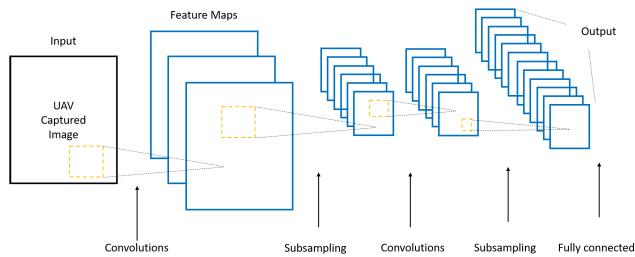 Feature Maps
Input
Output
UAV
Captured
Image
Convolutions
Subsampling
Convolutions
Subsampling
Fully connected